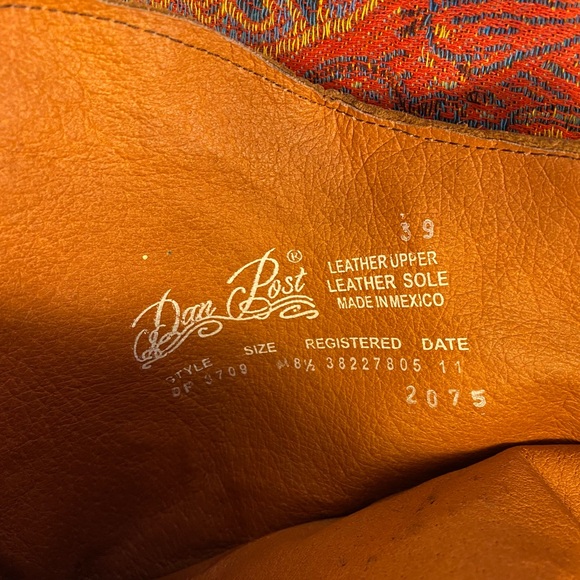 39
Dan Post ®
LEATHER UPPER
LEATHER SOLE
MADE IN MEXICO
STYLE SIZE REGISTERED DATE
DP 3709 M 8½ 38227805 11
2075